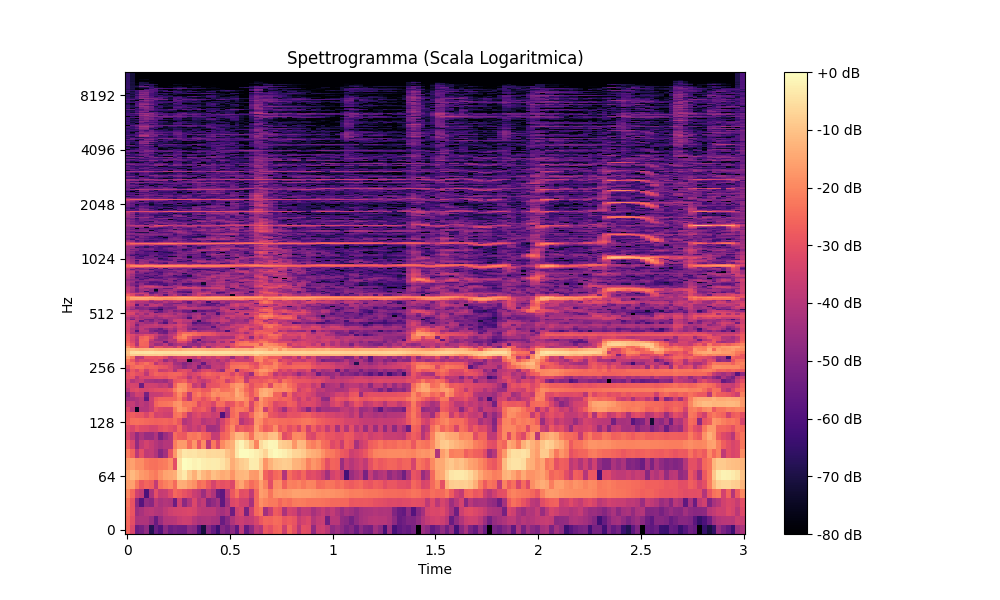 Spettrogramma (Scala Logaritmica)
Hz
8192
4096
2048
1024
512
256
128
64
0
0 0.5 1 1.5 2 2.5 3
Time
+0 dB
-10 dB
-20 dB
-30 dB
-40 dB
-50 dB
-60 dB
-70 dB
-80 dB